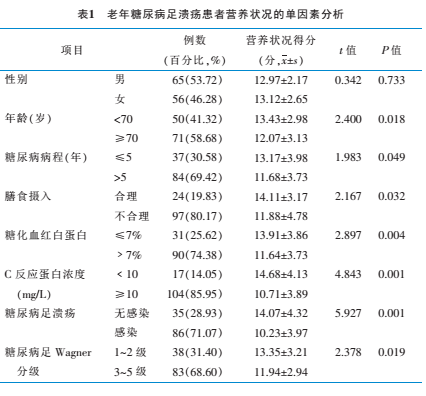 表1 老年糖尿病足溃疡患者营养状况的单因素分析
项目 例数 营养状况得分 t 值 P 值
(百分比,%) (分,x̄±s)
性别 男 65(53.72) 12.97±2.17 0.342 0.733
女 56(46.28) 13.12±2.65
年龄(岁) <70 50(41.32) 13.43±2.98 2.400 0.018
≥70 71(58.68) 12.07±3.13
糖尿病病程(年) ≤5 37(30.58) 13.17±3.98 1.983 0.049
>5 84(69.42) 11.68±3.73
膳食摄入 合理 24(19.83) 14.11±3.17 2.167 0.032
不合理 97(80.17) 11.88±4.78
糖化血红白蛋白 ≤7% 31(25.62) 13.91±3.86 2.897 0.004
>7% 90(74.38) 11.64±3.73
C 反应蛋白浓度 <10 17(14.05) 14.68±4.13 4.843 0.001
(mg/L) ≥10 104(85.95) 10.71±3.89
糖尿病足溃疡 无感染 35(28.93) 14.07±4.32 5.927 0.001
感染 86(71.07) 10.23±3.97
糖尿病足 Wagner 1~2 级 38(31.40) 13.35±3.21 2.378 0.019
分级 3~5 级 83(68.60) 11.94±2.94